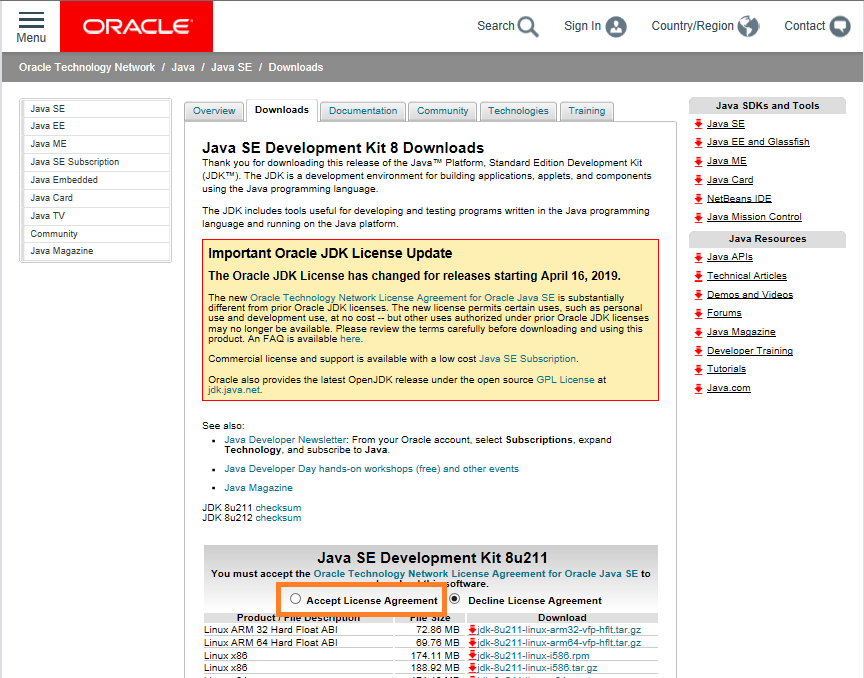 Menu
ORACLE
Search
Sign In
Country/Region
Contact
Oracle Technology Network / Java / Java SE / Downloads
Java SE
Java EE
Java ME
Java SE Subscription
Java Embedded
Java Card
Java TV
Community
Java Magazine
Overview
Downloads
Documentation
Community
Technologies
Training
Java SE Development Kit 8 Downloads
Thank you for downloading this release of the Java™ Platform, Standard Edition Development Kit
(JDK™). The JDK is a development environment for building applications, applets, and components
using the Java programming language.
The JDK includes tools useful for developing and testing programs written in the Java programming
language and running on the Java platform.
Important Oracle JDK License Update
The Oracle JDK License has changed for releases starting April 16, 2019.
The new Oracle Technology Network License Agreement for Oracle Java SE is substantially
different from prior Oracle JDK licenses. The new license permits certain uses, such as personal
use and development use, at no cost -- but other uses authorized under prior Oracle JDK licenses
may no longer be available. Please review the terms carefully before downloading and using this
product. An FAQ is available here.
Commercial license and support is available with a low cost Java SE Subscription.
Oracle also provides the latest OpenJDK release under the open source GPL License at
jdk.java.net.
See also:
• Java Developer Newsletter: From your Oracle account, select Subscriptions, expand
Technology, and subscribe to Java.
• Java Developer Day hands-on workshops (free) and other events
• Java Magazine
JDK 8u211 checksum
JDK 8u212 checksum
Java SE Development Kit 8u211
You must accept the Oracle Technology Network License Agreement for Oracle Java SE to
software.
Accept License Agreement
Decline License Agreement
Product / File Description File Size Download
Linux ARM 32 Hard Float ABI 72.86 MB jdk-8u211-linux-arm32-vfp-hflt.tar.gz
Linux ARM 64 Hard Float ABI 69.76 MB jdk-8u211-linux-arm64-vfp-hflt.tar.gz
Linux x86 174.11 MB jdk-8u211-linux-i586.rpm
Linux x86 188.92 MB jdk-8u211-linux-i586.tar.gz
Java SDKs and Tools
Java SE
Java EE and Glassfish
Java ME
Java Card
NetBeans IDE
Java Mission Control
Java Resources
Java APIs
Technical Articles
Demos and Videos
Forums
Java Magazine
Developer Training
Tutorials
Java.com